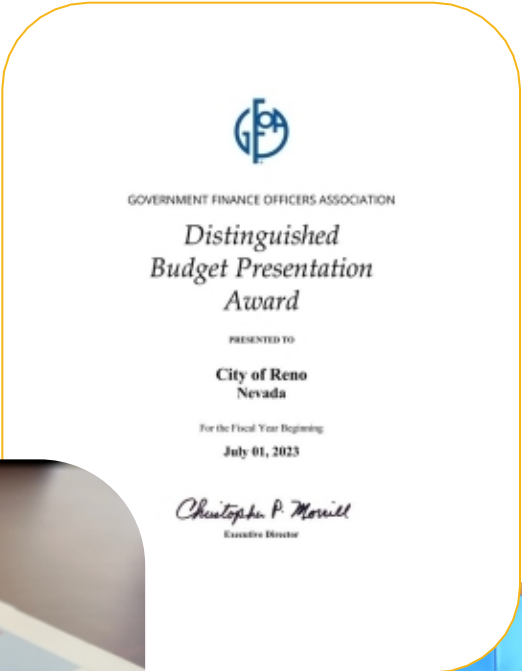 GFOA
GOVERNMENT FINANCE OFFICERS ASSOCIATION
Distinguished
Budget Presentation
Award
PRESENTED TO
City of Reno
Nevada
For the Fiscal Year Beginning
July 01, 2023
Christopher P. Morrill
Executive Director